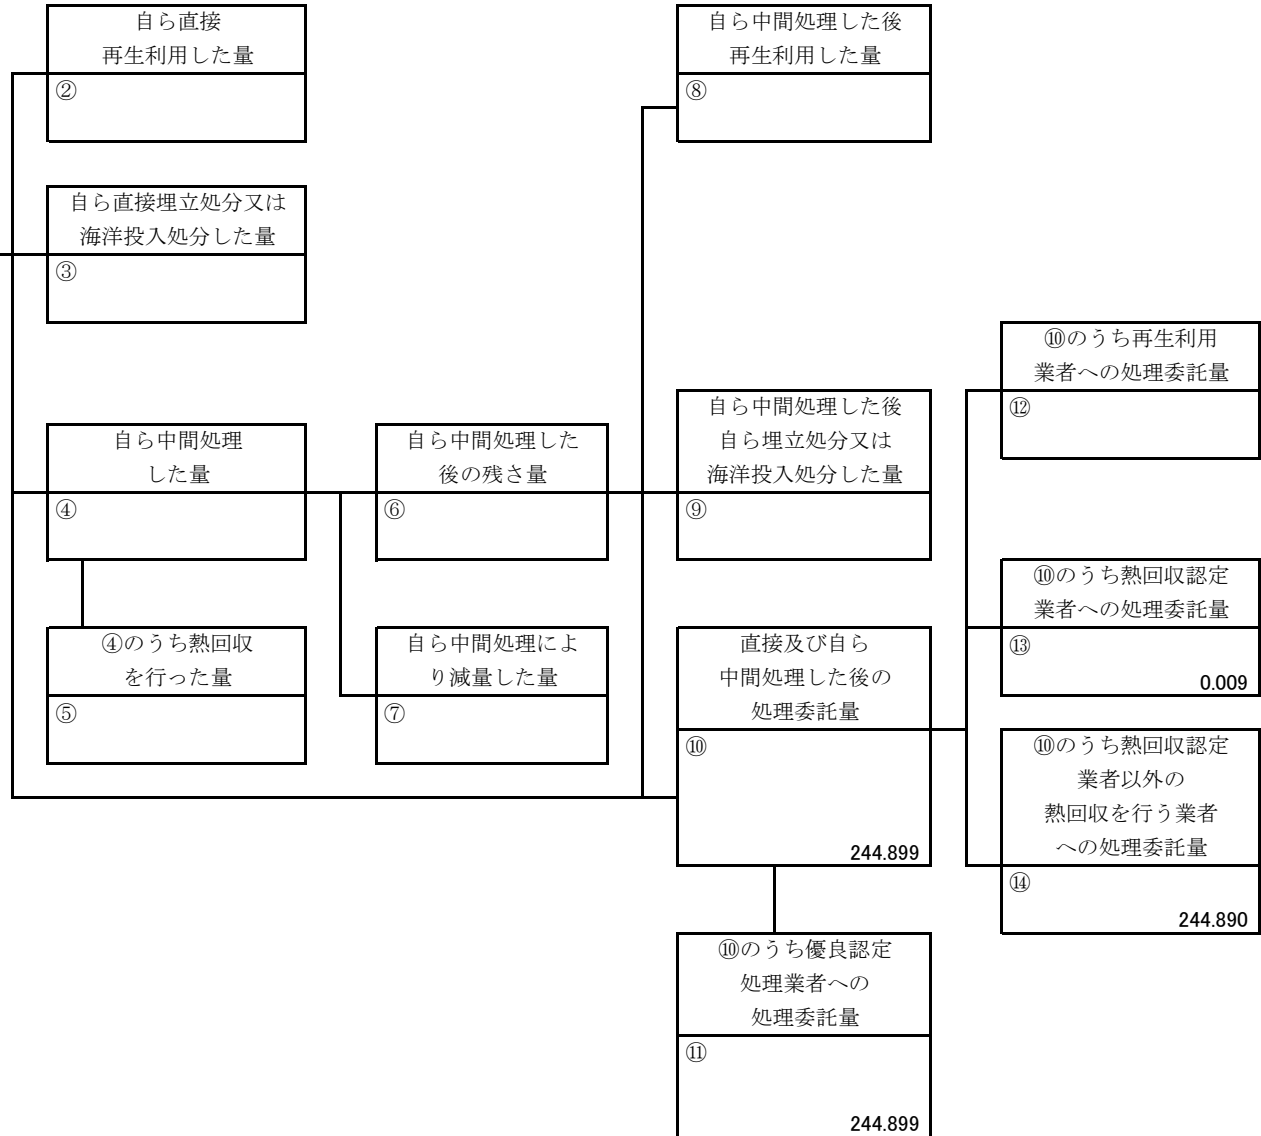 自ら直接
再生利用した量
②
自ら中間処理した後
再生利用した量
⑧
自ら直接埋立処分又は
海洋投入処分した量
③
⑩のうち再生利用
業者への処理委託量
⑫
自ら中間処理
した量
④
自ら中間処理した
後の残さ量
⑥
自ら中間処理した後
自ら埋立処分又は
海洋投入処分した量
⑨
⑩のうち熱回収認定
業者への処理委託量
⑬
0.009
④のうち熱回収
を行った量
⑤
自ら中間処理によ
り減量した量
⑦
直接及び自ら
中間処理した後の
処理委託量
⑩
244.899
⑩のうち熱回収認定
業者以外の
熱回収を行う業者
への処理委託量
⑭
244.890
⑩のうち優良認定
処理業者への
処理委託量
⑪
244.899